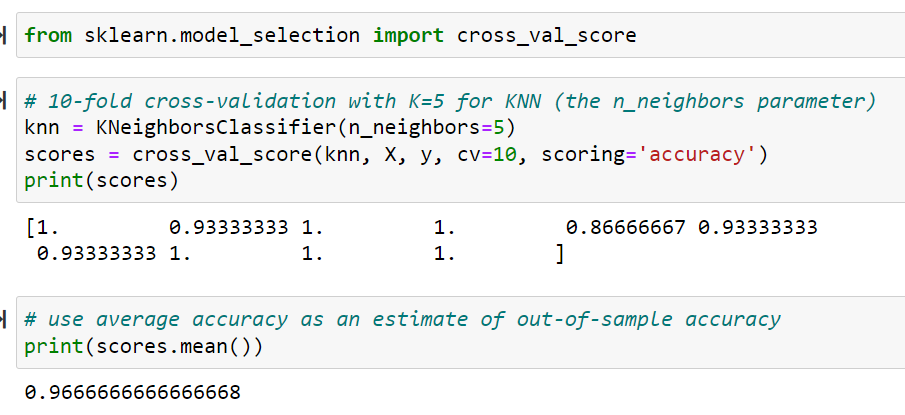 from sklearn.model_selection import cross_val_score
# 10-fold cross-validation with K=5 for KNN (the n_neighbors parameter)
knn = KNeighborsClassifier(n_neighbors=5)
scores = cross_val_score(knn, X, y, cv=10, scoring='accuracy')
print(scores)
[1.         0.93333333 1.         1.         0.86666667 0.93333333
 0.93333333 1.         1.         1.        ]
# use average accuracy as an estimate of out-of-sample accuracy
print(scores.mean())
0.9666666666666668